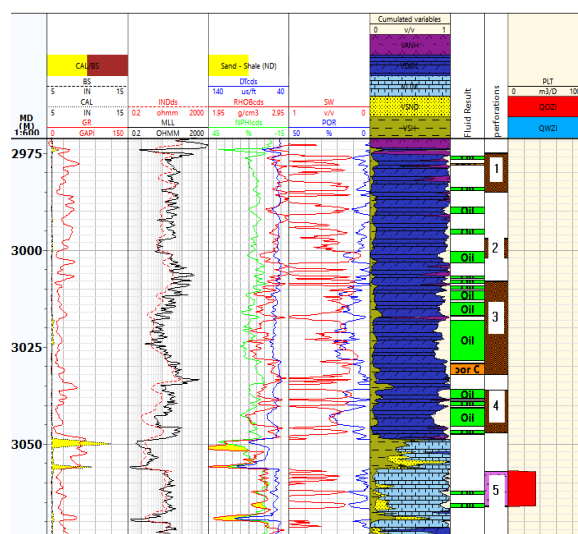 Cumulated variables
0 v/v 1
VANH
VDOL
VSND
VSH
CAL/BS
BS
5 IN 15
CAL
5 IN 15
GR
0 GAPI 150
INDds
0.2 ohmm 2000
MLL
0.2 OHMM 2000
Sand - Shale (ND)
DTcds
140 us/ft 40
RHOBcds
1.95 g/cm3 2.95
NPHIcds
45 % -15
SW
1 v/v 0
POR
50 % 0
Fluid Result
perforations
PLT
0 m3/D 100
QOZI
QWZI
MD
(M)
1:600
2975
3000
3025
3050
Oil
Oil
Oil
Oil
Oil
Oil
Oil
Oil
oor C
Oil
Oil
1
2
3
4
5